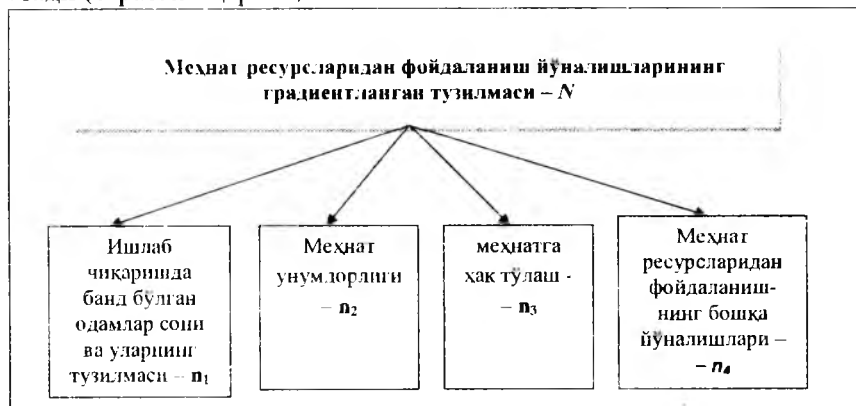 Меҳнат ресурсларидан фойдаланиш йўналишларининг
градиентланган тузилмаси – N
Ишлаб
чиқаришда
банд бўлган
одамлар сони
ва уларнинг
тузилмаси – n₁
Меҳнат
унумдорлиги
– n₂
меҳнатга
ҳақ тўлаш -
– n₃
Меҳнат
ресурсларидан
фойдаланиш-
нинг бошқа
йўналишлари –
– n₄